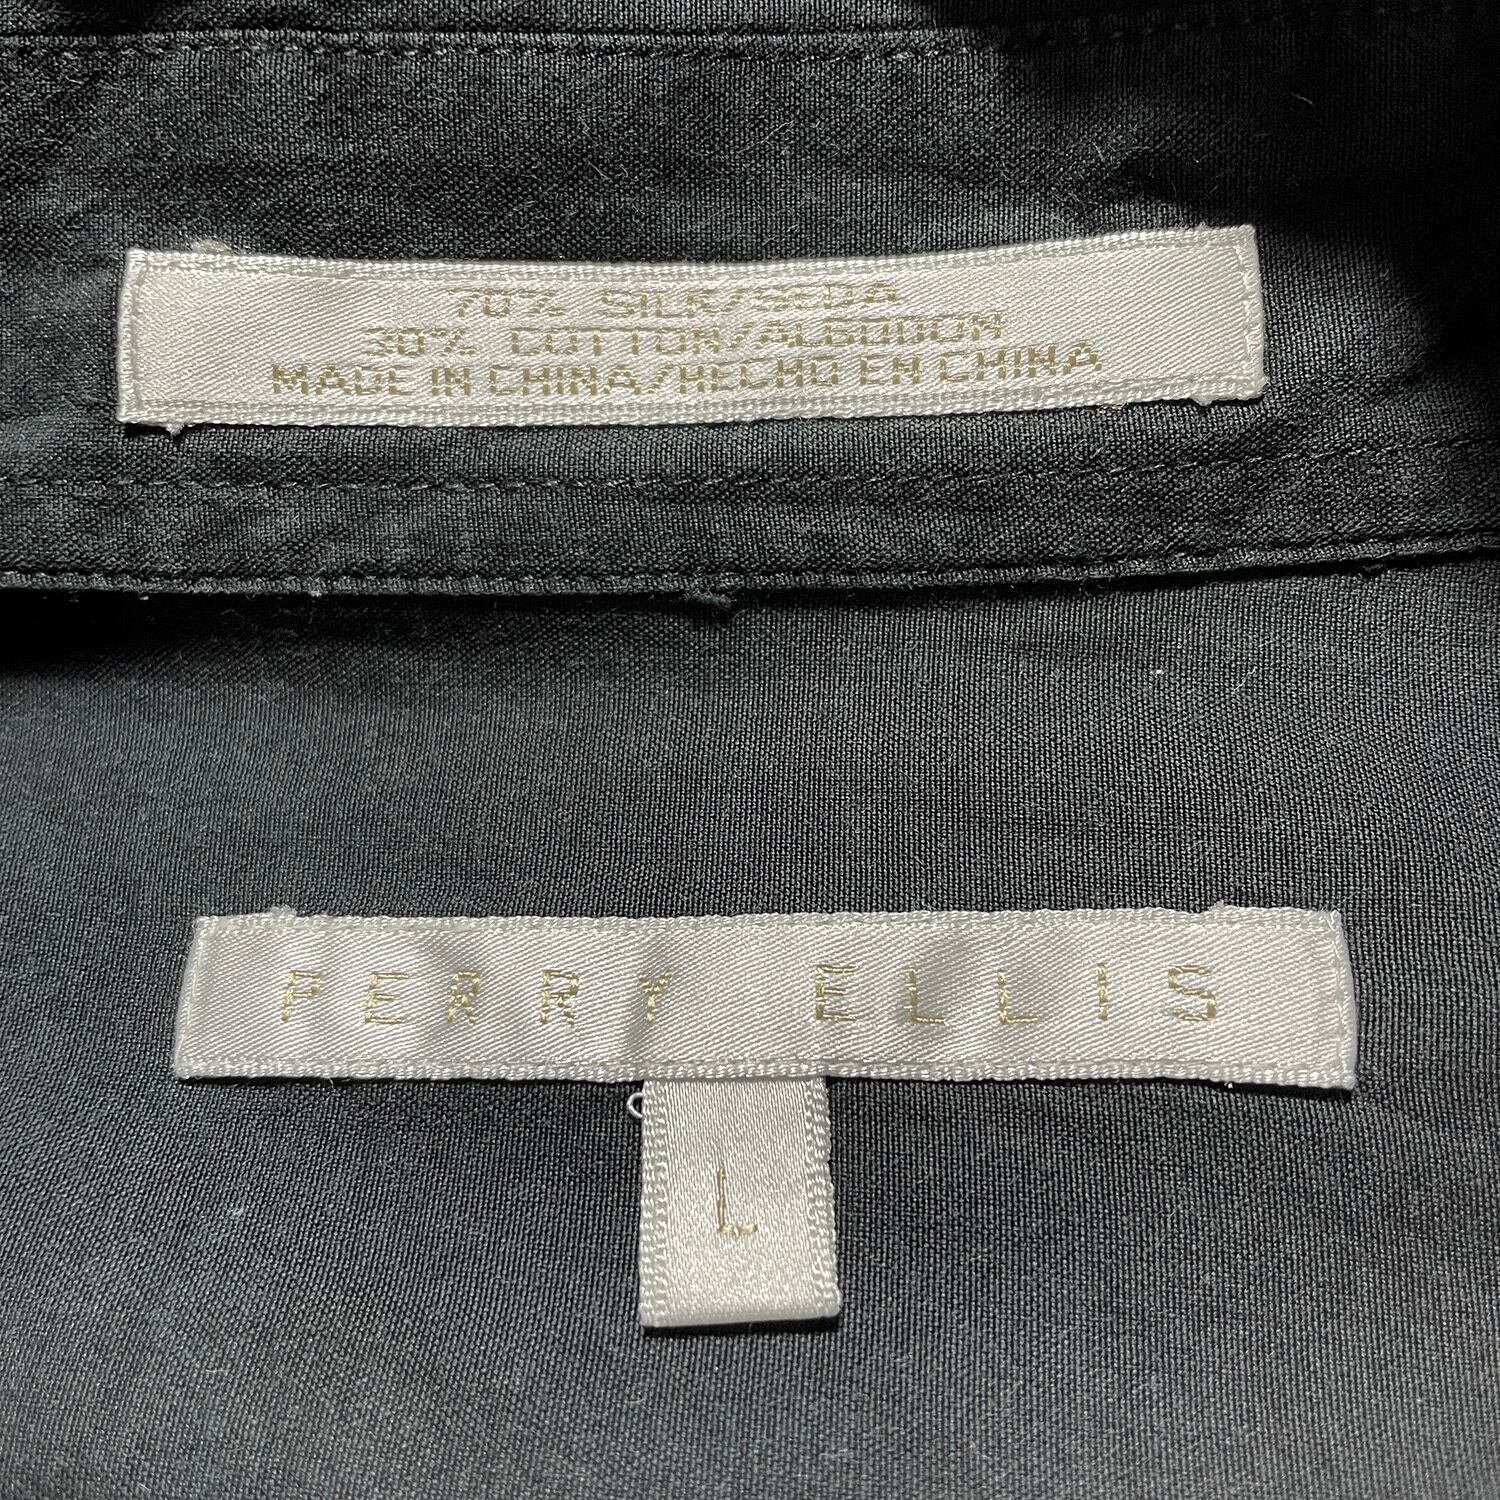 70% SILK/SEDA
30% COTTON/ALGODON
MADE IN CHINA/HECHO EN CHINA
PERRY ELLIS
L